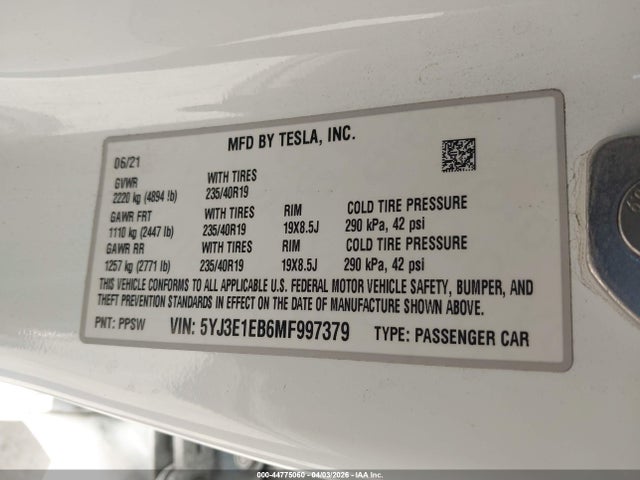 MFD BY TESLA, INC.
06/21
GVWR WITH TIRES
2220 kg (4894 lb) 235/40R19
GAWR FRT WITH TIRES RIM COLD TIRE PRESSURE
1110 kg (2447 lb) 235/40R19 19X8.5J 290 kPa, 42 psi
GAWR RR WITH TIRES RIM COLD TIRE PRESSURE
1257 kg (2771 lb) 235/40R19 19X8.5J 290 kPa, 42 psi
THIS VEHICLE CONFORMS TO ALL APPLICABLE U.S. FEDERAL MOTOR VEHICLE SAFETY, BUMPER, AND
THEFT PREVENTION STANDARDS IN EFFECT ON THE DATE OF MANUFACTURE SHOWN ABOVE.
PNT: PPSW VIN: 5YJ3E1EB6MF997379 TYPE: PASSENGER CAR
000-44775060 - 04/03/2026 - IAA Inc.